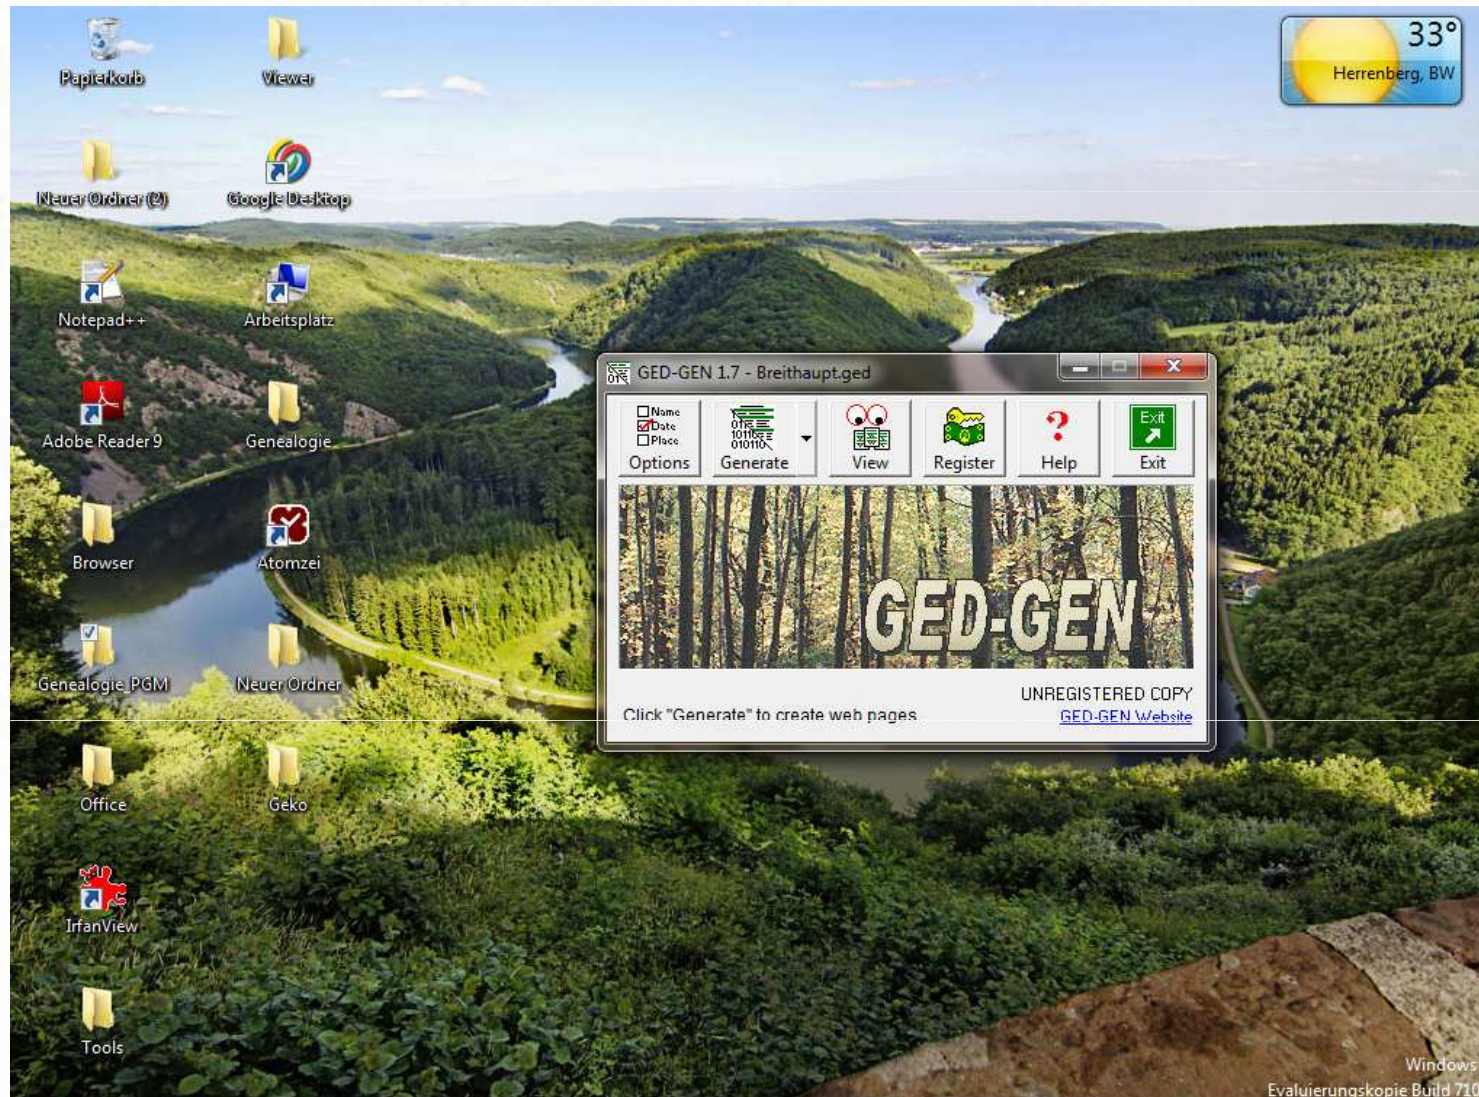 Papierkorb
Viewer
33°
Herrenberg, BW
Neuer Ordner (2)
Google Desktop
Notepad++
Arbeitsplatz
Adobe Reader 9
Genealogie
Browser
Atomzei
Genealogie_PGM
Neuer Ordner
Office
Geko
IrfanView
Tools
GED-GEN 1.7 - Breithaupt.ged
Name
Date
Place
Options
Generate
View
Register
Help
Exit
Exit
GED-GEN
UNREGISTERED COPY
Click "Generate" to create web pages.
GED-GEN Website
Windows
Evaluierungskopie Build 710